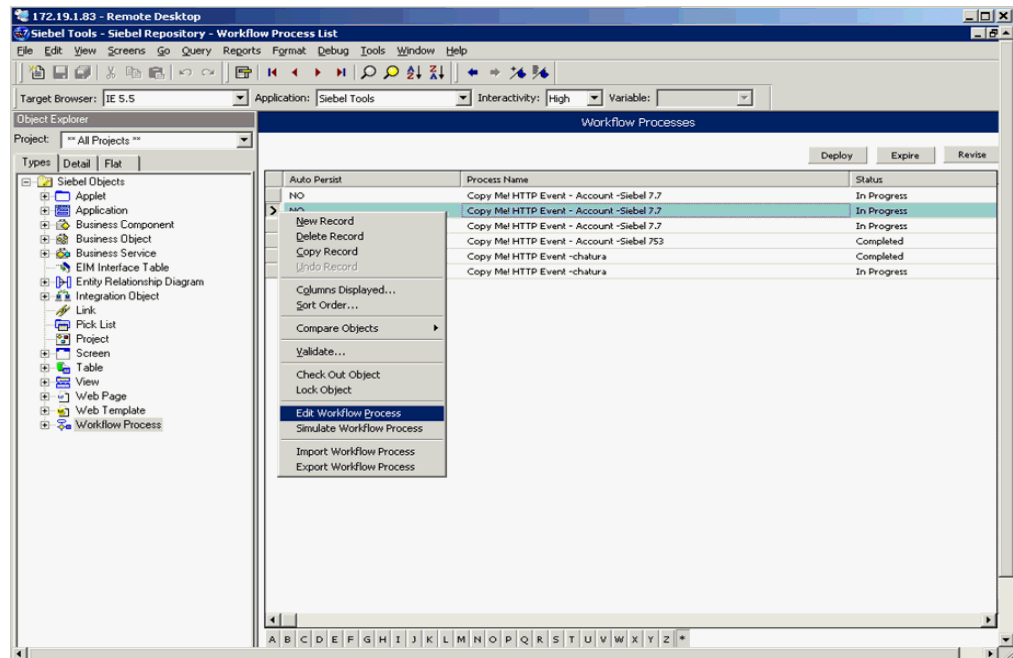 172.19.1.83 - Remote Desktop
Siebel Tools - Siebel Repository - Workflow Process List
File Edit View Screens Go Query Reports Format Debug Tools Window Help
Target Browser: IE 5.5 Application: Siebel Tools Interactivity: High Variable:
Object Explorer
Workflow Processes
Project: ** All Projects **
Deploy Expire Revise
Types Detail Flat
Siebel Objects
Applet
Application
Business Component
Business Object
Business Service
EIM Interface Table
Entity Relationship Diagram
Integration Object
Link
Pick List
Project
Screen
Table
View
Web Page
Web Template
Workflow Process
Auto Persist Process Name Status
NO Copy Me! HTTP Event - Account -Siebel 7.7 In Progress
NO Copy Me! HTTP Event - Account -Siebel 7.7 In Progress
Copy Me! HTTP Event - Account -Siebel 7.7 In Progress
Copy Me! HTTP Event - Account -Siebel 753 Completed
Copy Me! HTTP Event -chatura Completed
Copy Me! HTTP Event -chatura In Progress
New Record
Delete Record
Copy Record
Undo Record
Columns Displayed...
Sort Order...
Compare Objects
Validate...
Check Out Object
Lock Object
Edit Workflow Process
Simulate Workflow Process
Import Workflow Process
Export Workflow Process
A B C D E F G H I J K L M N O P Q R S T U V W X Y Z *